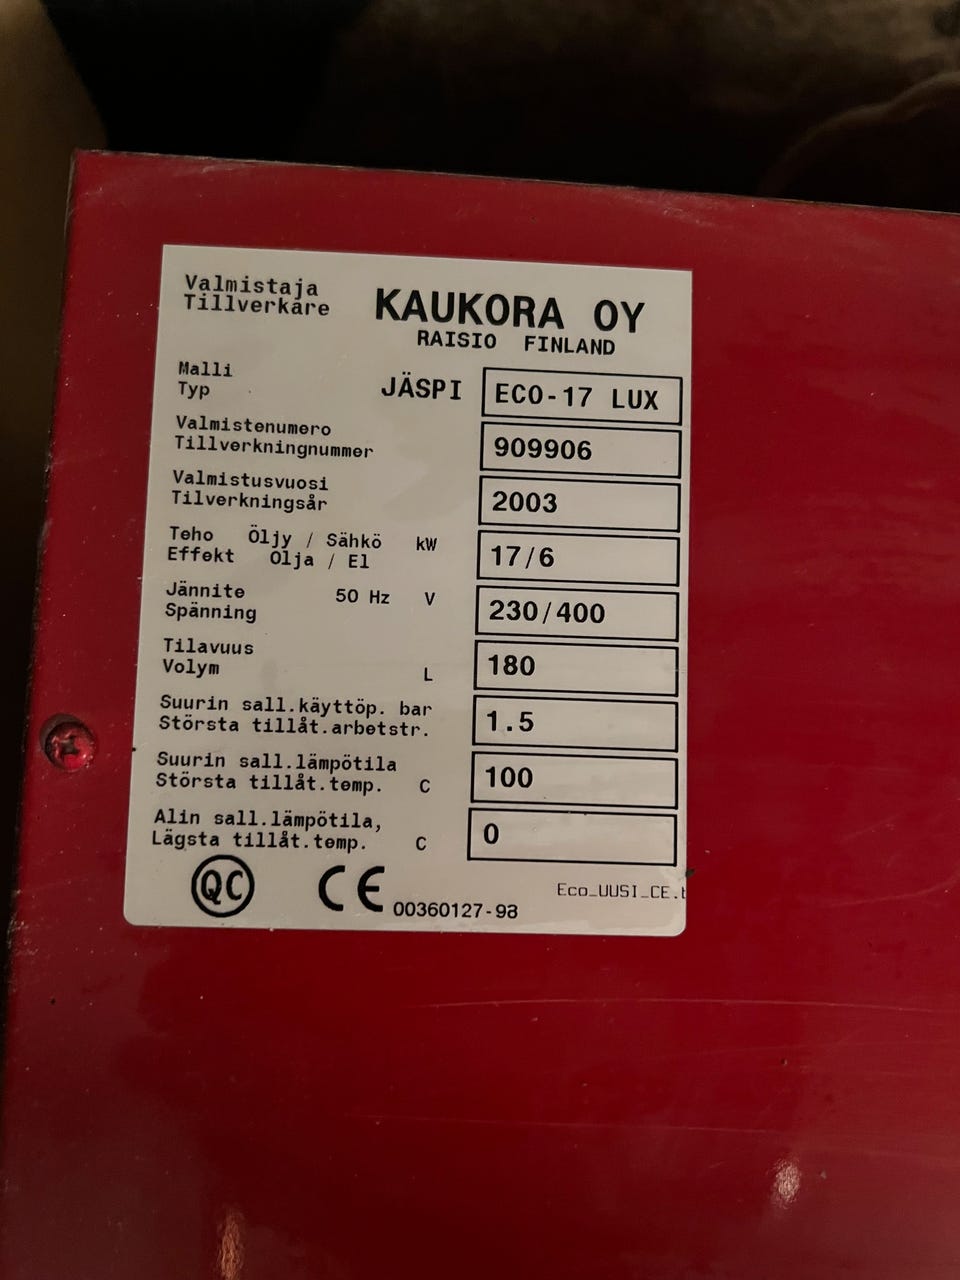 Valmistaja
Tillverkare
KAUKORA OY
RAISIO FINLAND
Malli
Typ
JÄSPI ECO-17 LUX
Valmistenumero
Tillverkningnummer
909906
Valmistusvuosi
Tilverkningsår
2003
Teho Öljy / Sähkö kW
Effekt Olja / El
17/6
Jännite 50 Hz V
Spänning
230/400
Tilavuus
Volym L
180
Suurin sall.käyttöp. bar
Största tillåt.arbetstr.
1.5
Suurin sall.lämpötila
Största tillåt.temp. C
100
Alin sall.lämpötila,
Lägsta tillåt.temp. C
0
QC CE 00360127-98
Eco_UUSI_CE.t